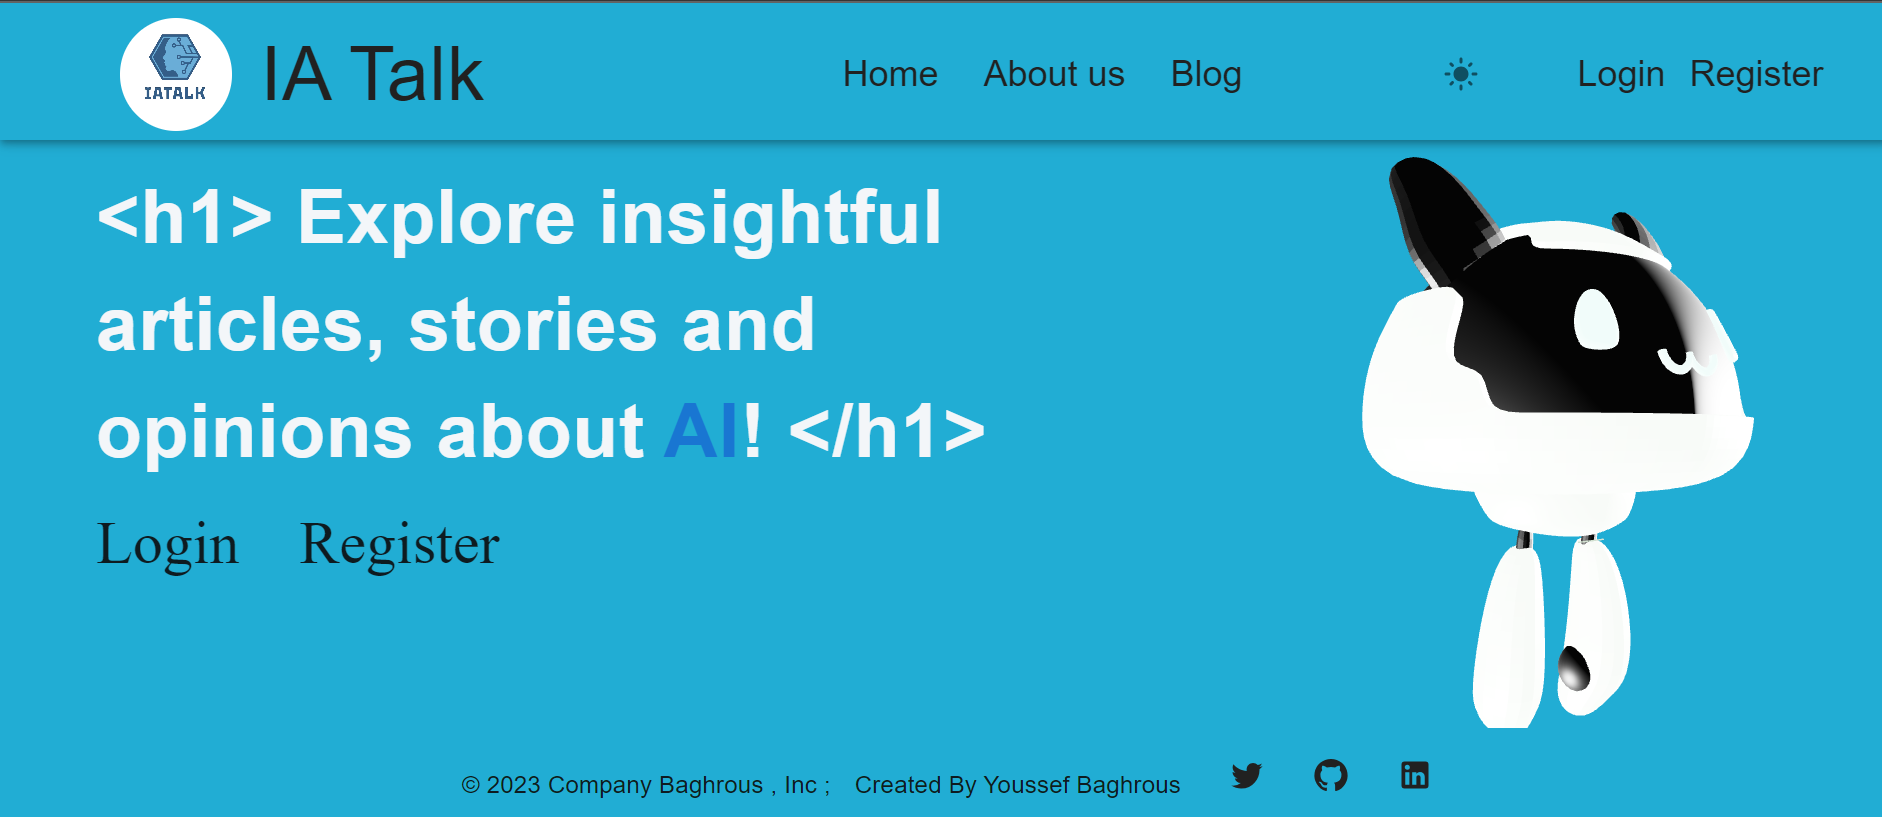 IATALK
IA Talk
Home About us Blog
Login Register
<h1> Explore insightful
articles, stories and
opinions about AI! </h1>
Login Register
© 2023 Company Baghrous , Inc ; Created By Youssef Baghrous
in